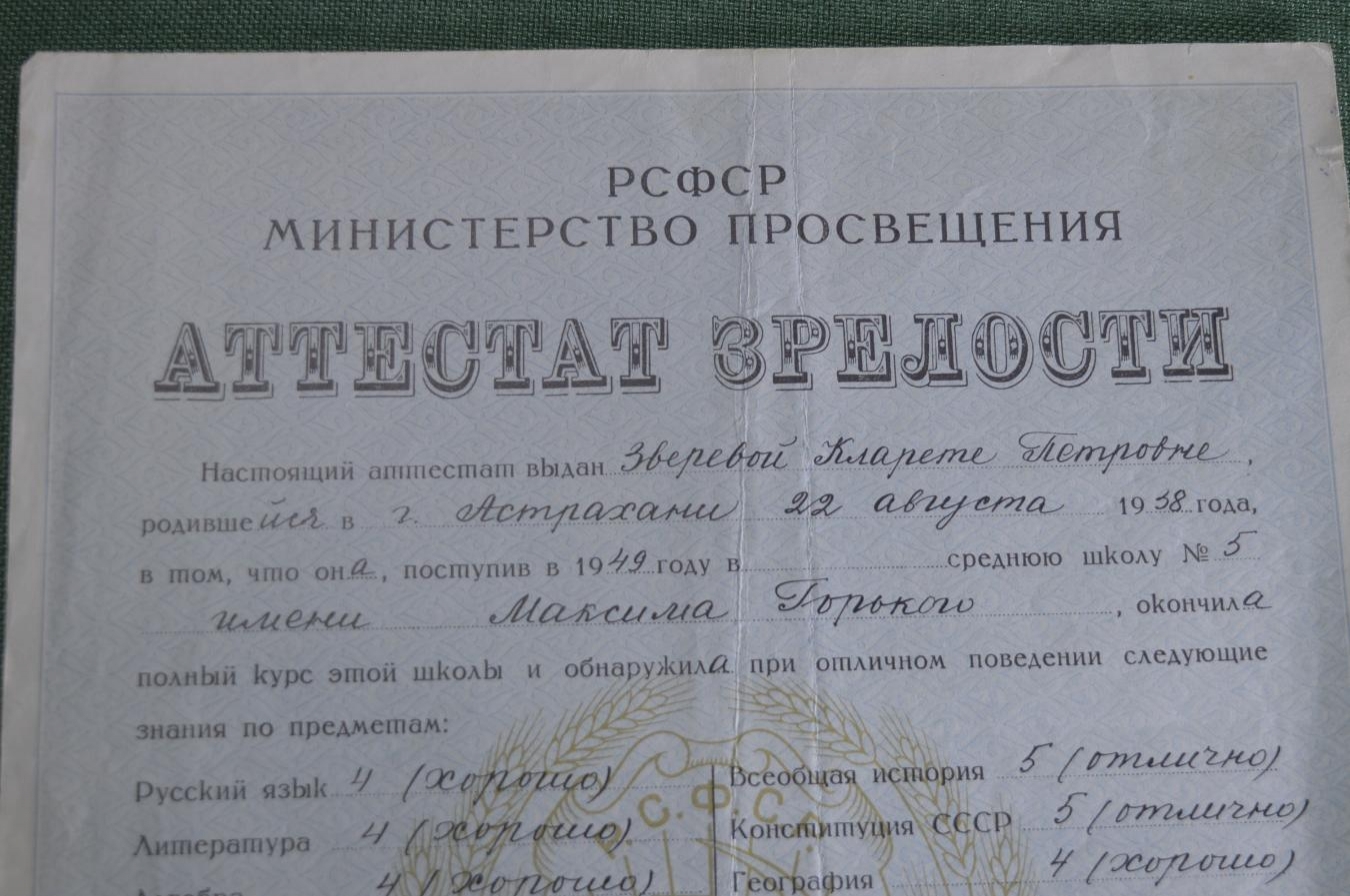 РСФСР
МИНИСТЕРСТВО ПРОСВЕЩЕНИЯ
АТТЕСТАТ ЗРЕЛОСТИ
Настоящий аттестат выдан Зверевой Кларете Петровне,
родившейся в г. Астрахани 22 августа 1938 года,
в том, что она, поступив в 1949 году в среднюю школу № 5
имени Максима Горького, окончила
полный курс этой школы и обнаружила при отличном поведении следующие
знания по предметам:
Русский язык 4 (хорошо)
Литература 4 (хорошо)
Алгебра 4 (хорошо)
Всеобщая история 5 (отлично)
Конституция СССР 5 (отлично)
География 4 (хорошо)
Р.С.Ф.С.Р.